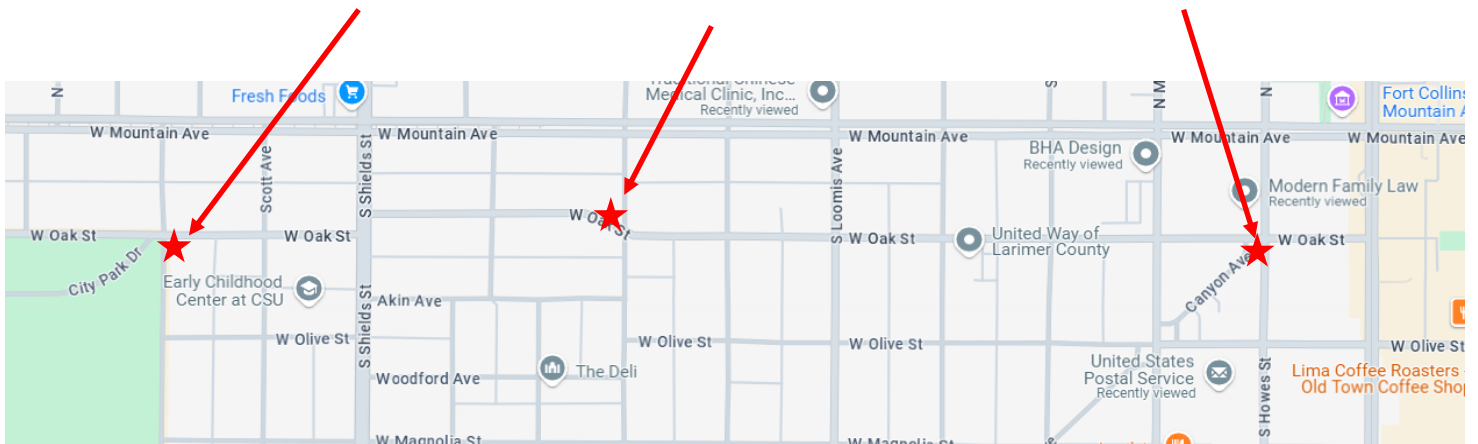 Traditional Chinese
Medical Clinic, Inc...
Recently viewed
Fresh Foods
N
S
N M
N
Fort Collins
Mountain A
W Mountain Ave
W Mountain Ave
W Mountain Ave
W Mountain Ave
W Mountain Ave
BHA Design
Recently viewed
Scott Ave
S Shields St
S Loomis Ave
Modern Family Law
Recently viewed
W Oak St
W Oak St
W Oak St
W Oak St
W Oak St
United Way of
Larimer County
City Park Dr
Early Childhood
Center at CSU
Canyon Ave
Akin Ave
S Shields St
W Olive St
W Olive St
W Olive St
W Olive St
The Deli
Woodford Ave
United States
Postal Service
Recently viewed
S Howes St
Lima Coffee Roasters -
Old Town Coffee Shop
W Magnolia St
W Magnolia St